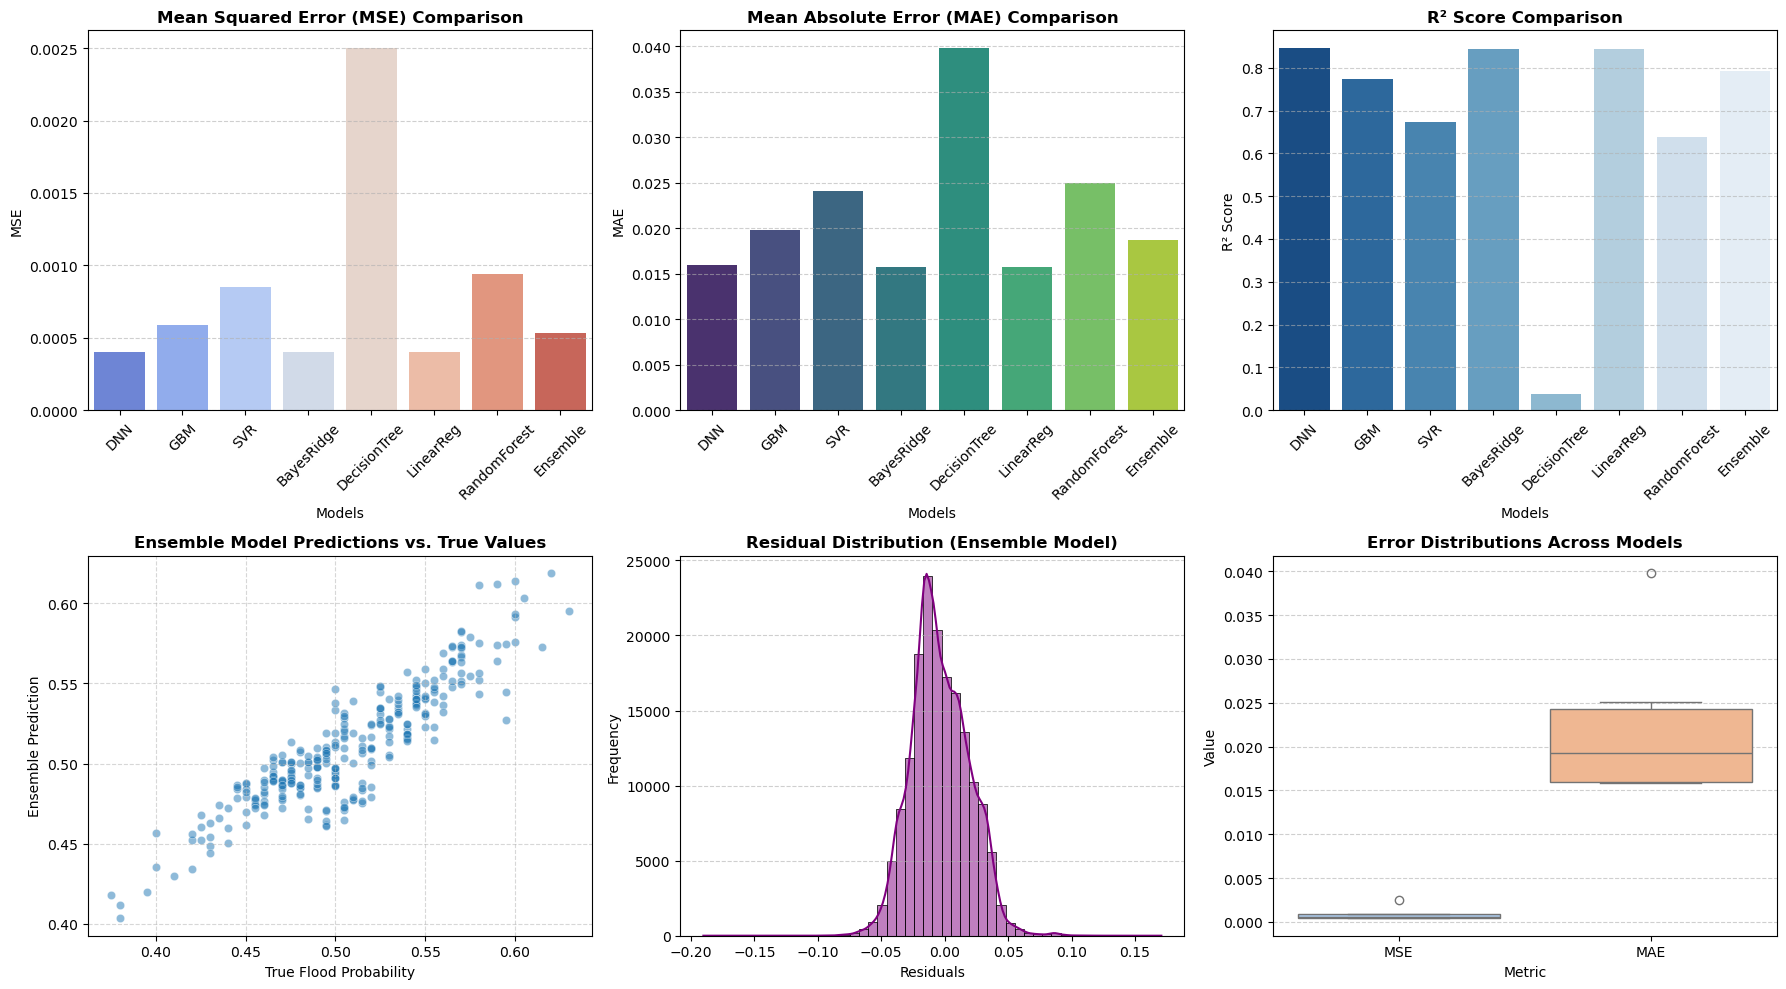 Mean Squared Error (MSE) Comparison
MSE
0.0025
0.0020
0.0015
0.0010
0.0005
0.0000
DNN
GBM
SVR
BayesRidge
DecisionTree
LinearReg
RandomForest
Ensemble
Models
Mean Absolute Error (MAE) Comparison
MAE
0.040
0.035
0.030
0.025
0.020
0.015
0.010
0.005
0.000
DNN
GBM
SVR
BayesRidge
DecisionTree
LinearReg
RandomForest
Ensemble
Models
R² Score Comparison
R² Score
0.8
0.7
0.6
0.5
0.4
0.3
0.2
0.1
0.0
DNN
GBM
SVR
BayesRidge
DecisionTree
LinearReg
RandomForest
Ensemble
Models
Ensemble Model Predictions vs. True Values
Ensemble Prediction
0.60
0.55
0.50
0.45
0.40
0.40 0.45 0.50 0.55 0.60
True Flood Probability
Residual Distribution (Ensemble Model)
Frequency
25000
20000
15000
10000
5000
0
−0.20 −0.15 −0.10 −0.05 0.00 0.05 0.10 0.15
Residuals
Error Distributions Across Models
Value
0.040
0.035
0.030
0.025
0.020
0.015
0.010
0.005
0.000
MSE MAE
Metric